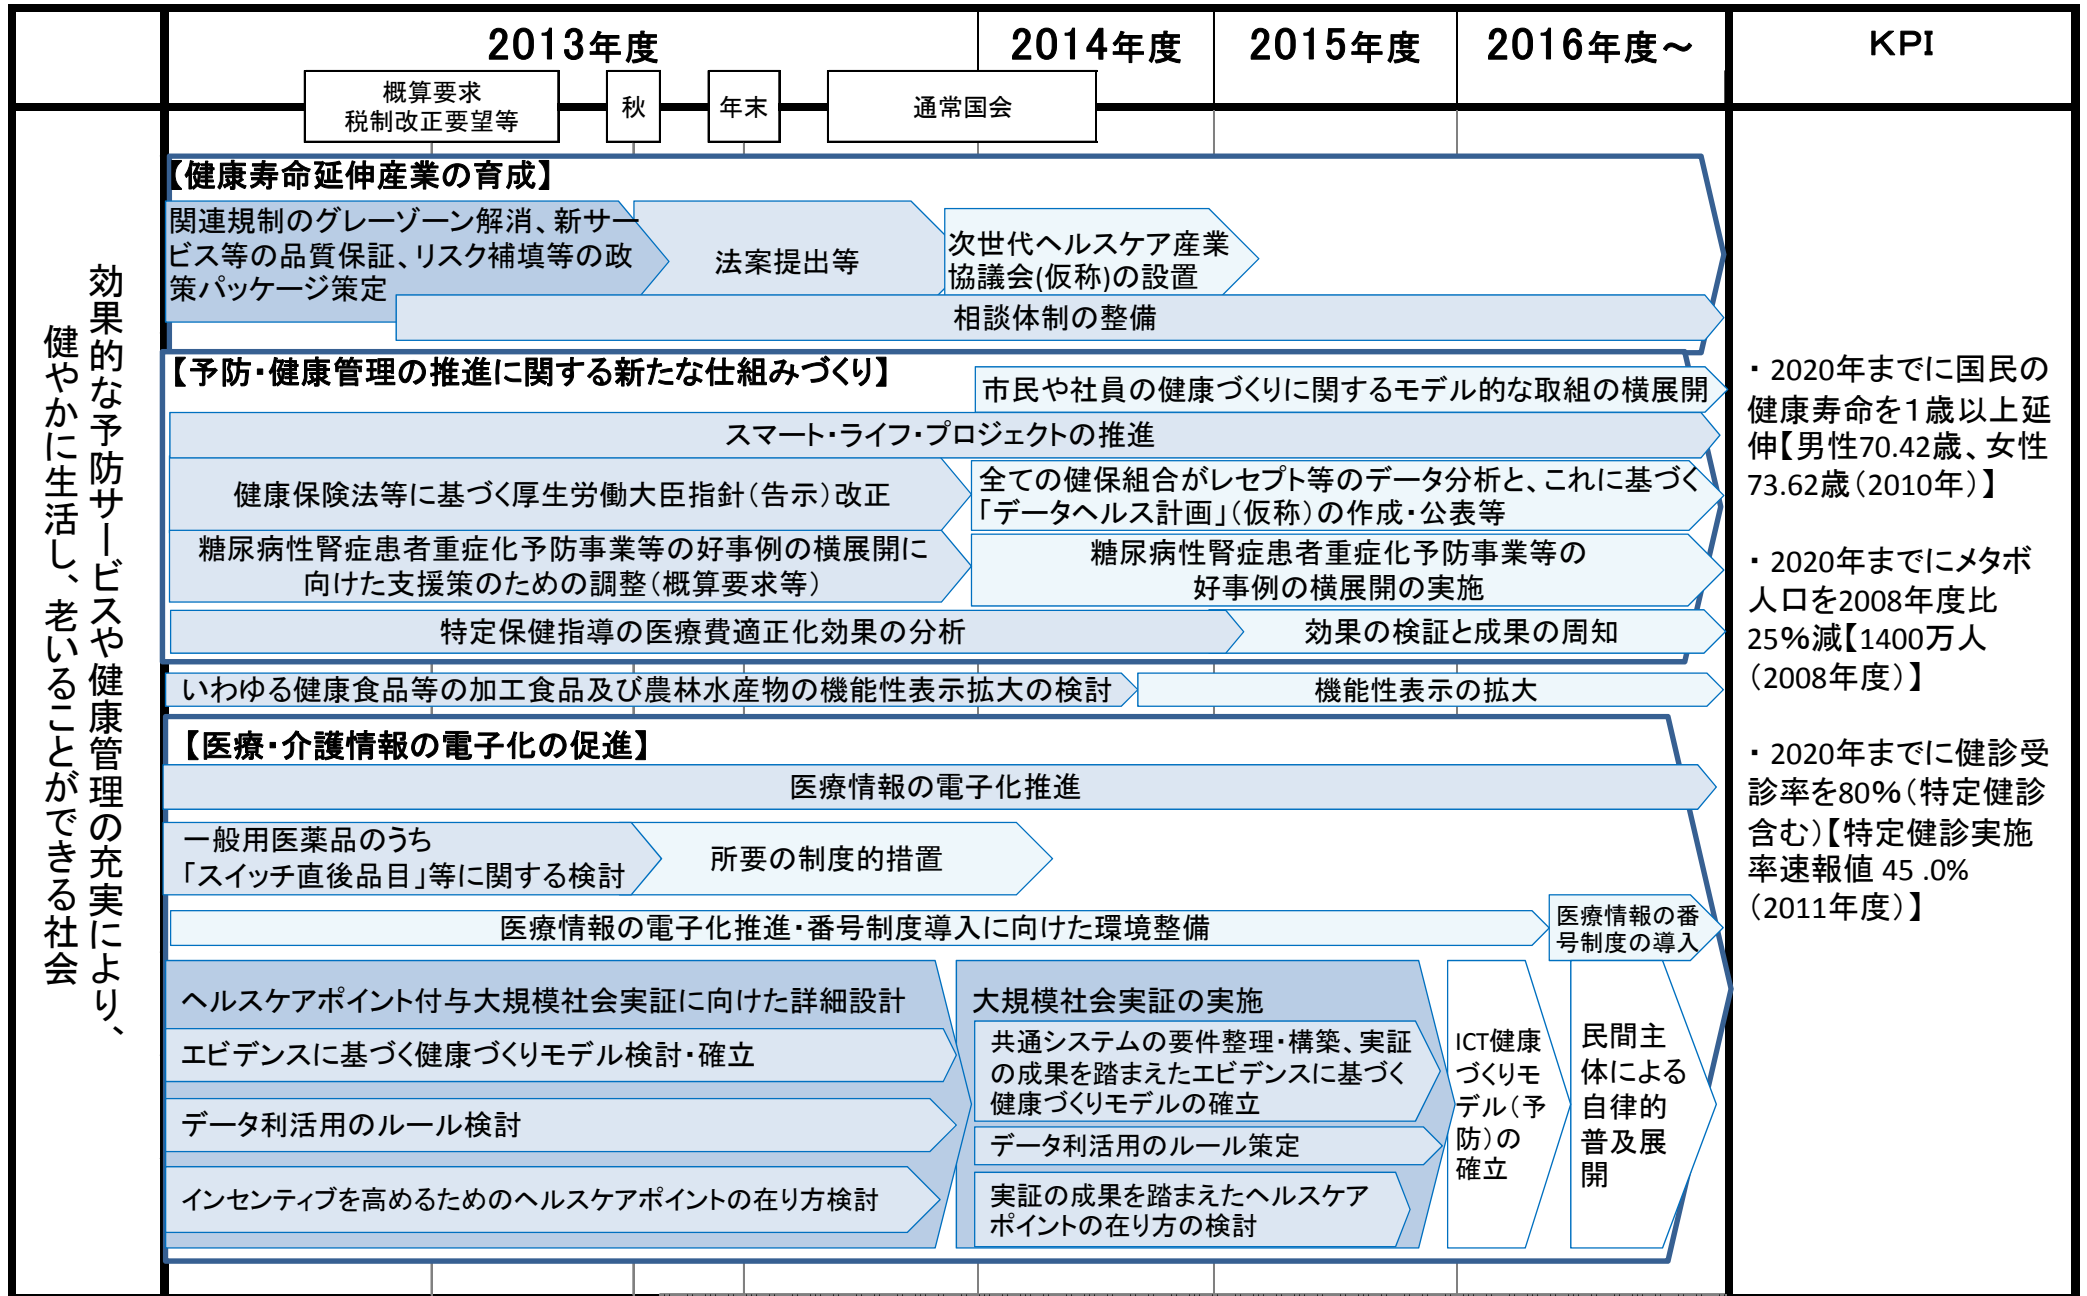 2013年度
2014年度
2015年度
2016年度～
KPI
概算要求
税制改正要望等
秋
年末
通常国会
効果的な予防サービスや健康管理の充実により、
健やかに生活し、老いることができる社会
【健康寿命延伸産業の育成】
関連規制のグレーゾーン解消、新サー
ビス等の品質保証、リスク補填等の政
策パッケージ策定
法案提出等
次世代ヘルスケア産業
協議会(仮称)の設置
相談体制の整備
【予防・健康管理の推進に関する新たな仕組みづくり】
市民や社員の健康づくりに関するモデル的な取組の横展開
スマート・ライフ・プロジェクトの推進
健康保険法等に基づく厚生労働大臣指針（告示）改正
全ての健保組合がレセプト等のデータ分析と、これに基づく
「データヘルス計画」（仮称）の作成・公表等
糖尿病性腎症患者重症化予防事業等の好事例の横展開に
向けた支援策のための調整（概算要求等）
糖尿病性腎症患者重症化予防事業等の
好事例の横展開の実施
特定保健指導の医療費適正化効果の分析
効果の検証と成果の周知
いわゆる健康食品等の加工食品及び農林水産物の機能性表示拡大の検討
機能性表示の拡大
【医療・介護情報の電子化の促進】
医療情報の電子化推進
一般用医薬品のうち
「スイッチ直後品目」等に関する検討
所要の制度的措置
医療情報の電子化推進・番号制度導入に向けた環境整備
医療情報の番
号制度の導入
ヘルスケアポイント付与大規模社会実証に向けた詳細設計
エビデンスに基づく健康づくりモデル検討・確立
データ利活用のルール検討
インセンティブを高めるためのヘルスケアポイントの在り方検討
大規模社会実証の実施
共通システムの要件整理・構築、実証
の成果を踏まえたエビデンスに基づく
健康づくりモデルの確立
データ利活用のルール策定
実証の成果を踏まえたヘルスケア
ポイントの在り方の検討
ICT健康
づくりモ
デル（予
防）の
確立
民間主
体による
自律的
普及展
開
・2020年までに国民の
健康寿命を１歳以上延
伸【男性70.42歳、女性
73.62歳（2010年）】
・2020年までにメタボ
人口を2008年度比
25％減【1400万人
（2008年度）】
・2020年までに健診受
診率を80％（特定健診
含む）【特定健診実施
率速報値 45 .0%
（2011年度）】